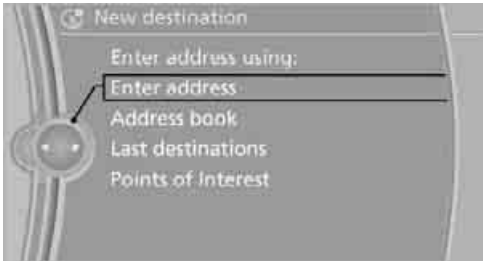 New destination
Enter address using:
Enter address
Address book
Last destinations
Points of Interest